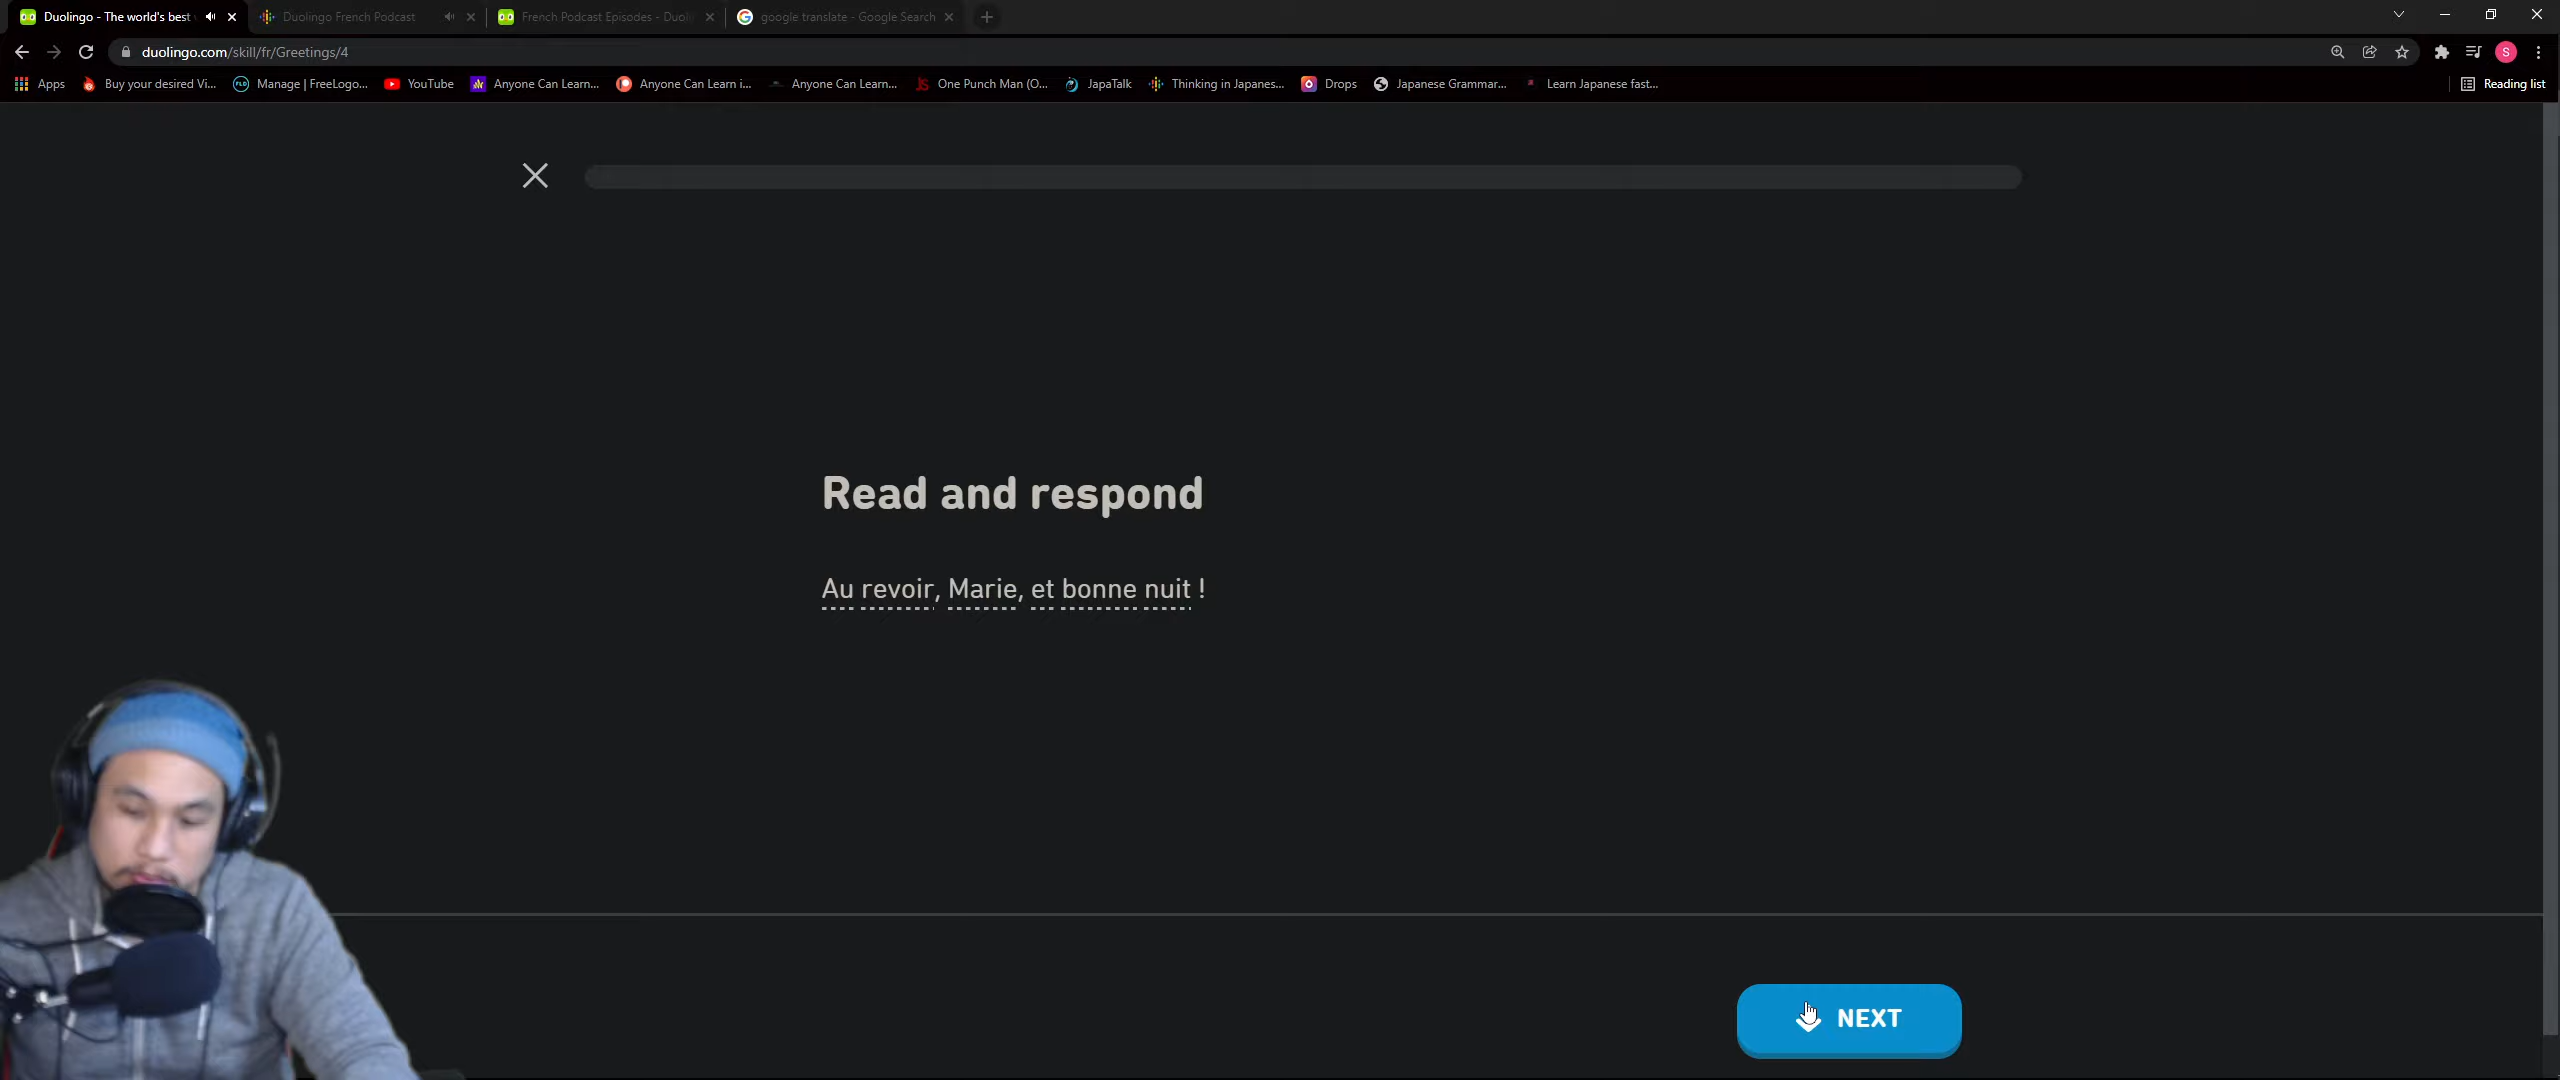 Duolingo - The world's best
Duolingo French Podcast
French Podcast Episodes - Duoli
google translate - Google Search
duolingo.com/skill/fr/Greetings/4
S
Apps
Buy your desired Vi...
Manage | FreeLogo...
YouTube
Anyone Can Learn...
Anyone Can Learn i...
Anyone Can Learn...
One Punch Man (O...
JapaTalk
Thinking in Japanes...
Drops
Japanese Grammar...
Learn Japanese fast...
Reading list
Read and respond
Au revoir, Marie, et bonne nuit !
NEXT